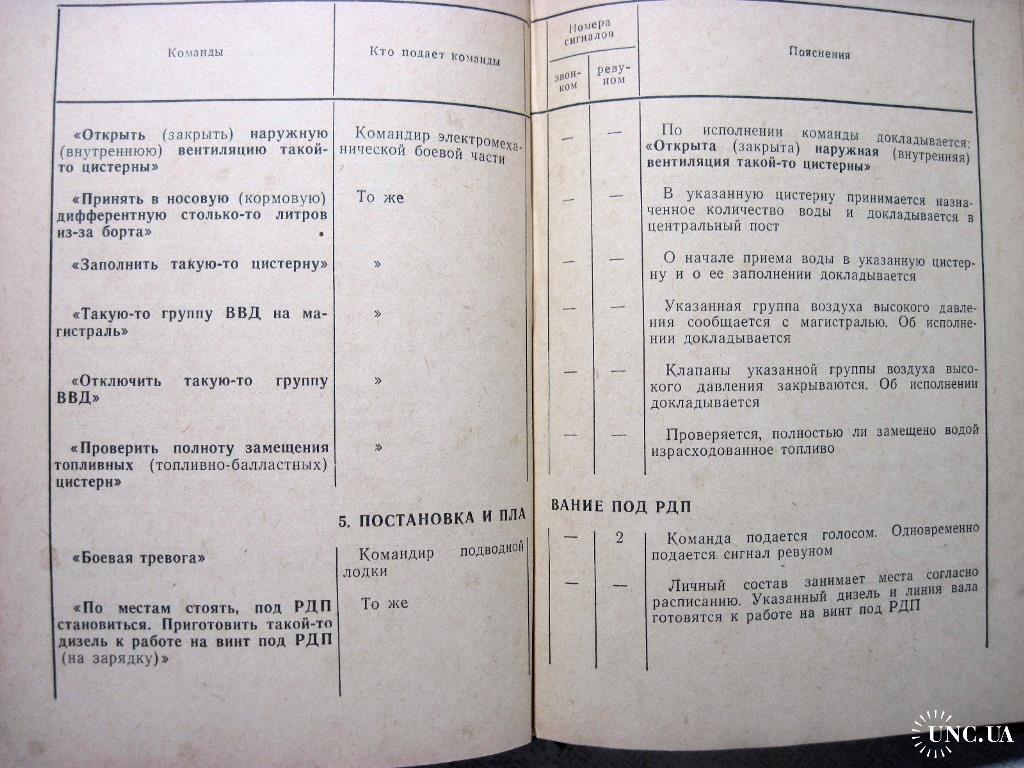 Команды
Кто подает команды
Номера
сигналов
звон-
ком
реву-
ном
Пояснения
«Открыть (закрыть) наружную
(внутреннюю) вентиляцию такой-
то цистерны»
Командир электромеха-
нической боевой части
—
—
По исполнении команды докладывается:
«Открыта (закрыта) наружная (внутренняя)
вентиляция такой-то цистерны»
«Принять в носовую (кормовую)
дифферентную столько-то литров
из-за борта»
То же
—
—
В указанную цистерну принимается назна-
ченное количество воды и докладывается в
центральный пост
«Заполнить такую-то цистерну»
»
—
—
О начале приема воды в указанную цистер-
ну и о ее заполнении докладывается
«Такую-то группу ВВД на ма-
гистраль»
»
—
—
Указанная группа воздуха высокого давле-
ния сообщается с магистралью. Об исполне-
нии докладывается
«Отключить такую-то группу
ВВД»
»
—
—
Клапаны указанной группы воздуха высо-
кого давления закрываются. Об исполнении
докладывается
«Проверить полноту замещения
топливных (топливно-балластных)
цистерн»
»
—
—
Проверяется, полностью ли замещено водой
израсходованное топливо
5. ПОСТАНОВКА И ПЛАВАНИЕ ПОД РДП
«Боевая тревога»
Командир подводной
лодки
—
2
Команда подается голосом. Одновременно
подается сигнал ревуном
«По местам стоять, под РДП
становиться. Приготовить такой-то
дизель к работе на винт под РДП
(на зарядку)»
То же
—
—
Личный состав занимает места согласно
расписанию. Указанный дизель и линия вала
готовятся к работе на винт под РДП
UNC.UA